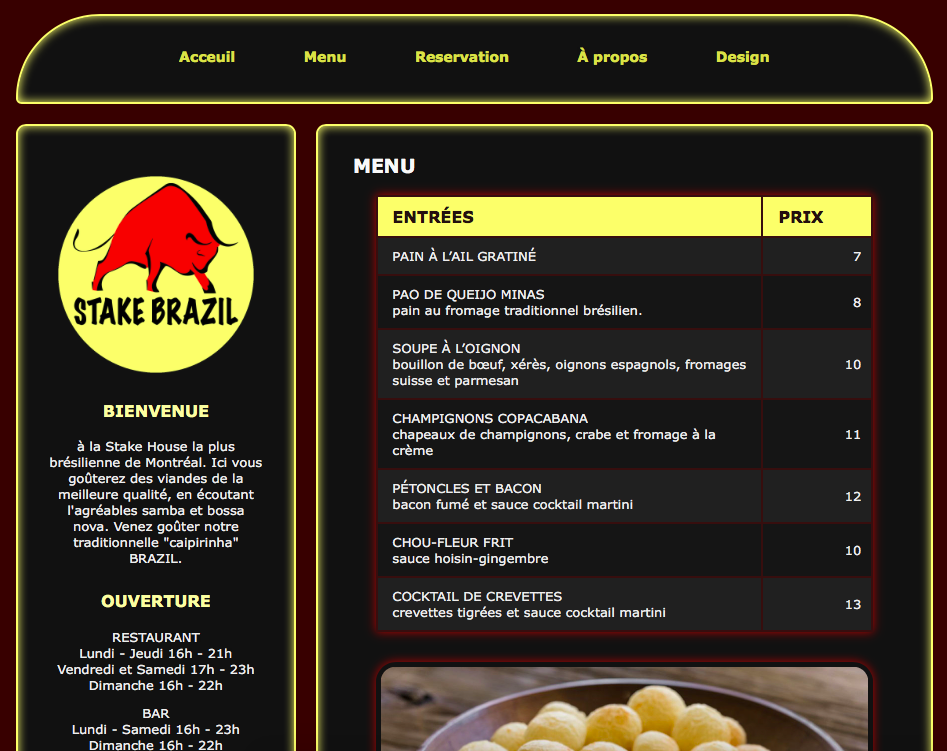 Acceuil Menu Reservation À propos Design
STAKE BRAZIL
BIENVENUE
à la Stake House la plus
brésilienne de Montréal. Ici vous
goûterez des viandes de la
meilleure qualité, en écoutant
l'agréables samba et bossa
nova. Venez goûter notre
traditionnelle "caipirinha"
BRAZIL.
OUVERTURE
RESTAURANT
Lundi - Jeudi 16h - 21h
Vendredi et Samedi 17h - 23h
Dimanche 16h - 22h
BAR
Lundi - Samedi 16h - 23h
Dimanche 16h - 22h
MENU
ENTRÉES PRIX
PAIN À L’AIL GRATINÉ 7
PAO DE QUEIJO MINAS
pain au fromage traditionnel brésilien. 8
SOUPE À L’OIGNON
bouillon de bœuf, xérès, oignons espagnols, fromages 10
suisse et parmesan
CHAMPIGNONS COPACABANA
chapeaux de champignons, crabe et fromage à la 11
crème
PÉTONCLES ET BACON
bacon fumé et sauce cocktail martini 12
CHOU-FLEUR FRIT
sauce hoisin-gingembre 10
COCKTAIL DE CREVETTES
crevettes tigrées et sauce cocktail martini 13